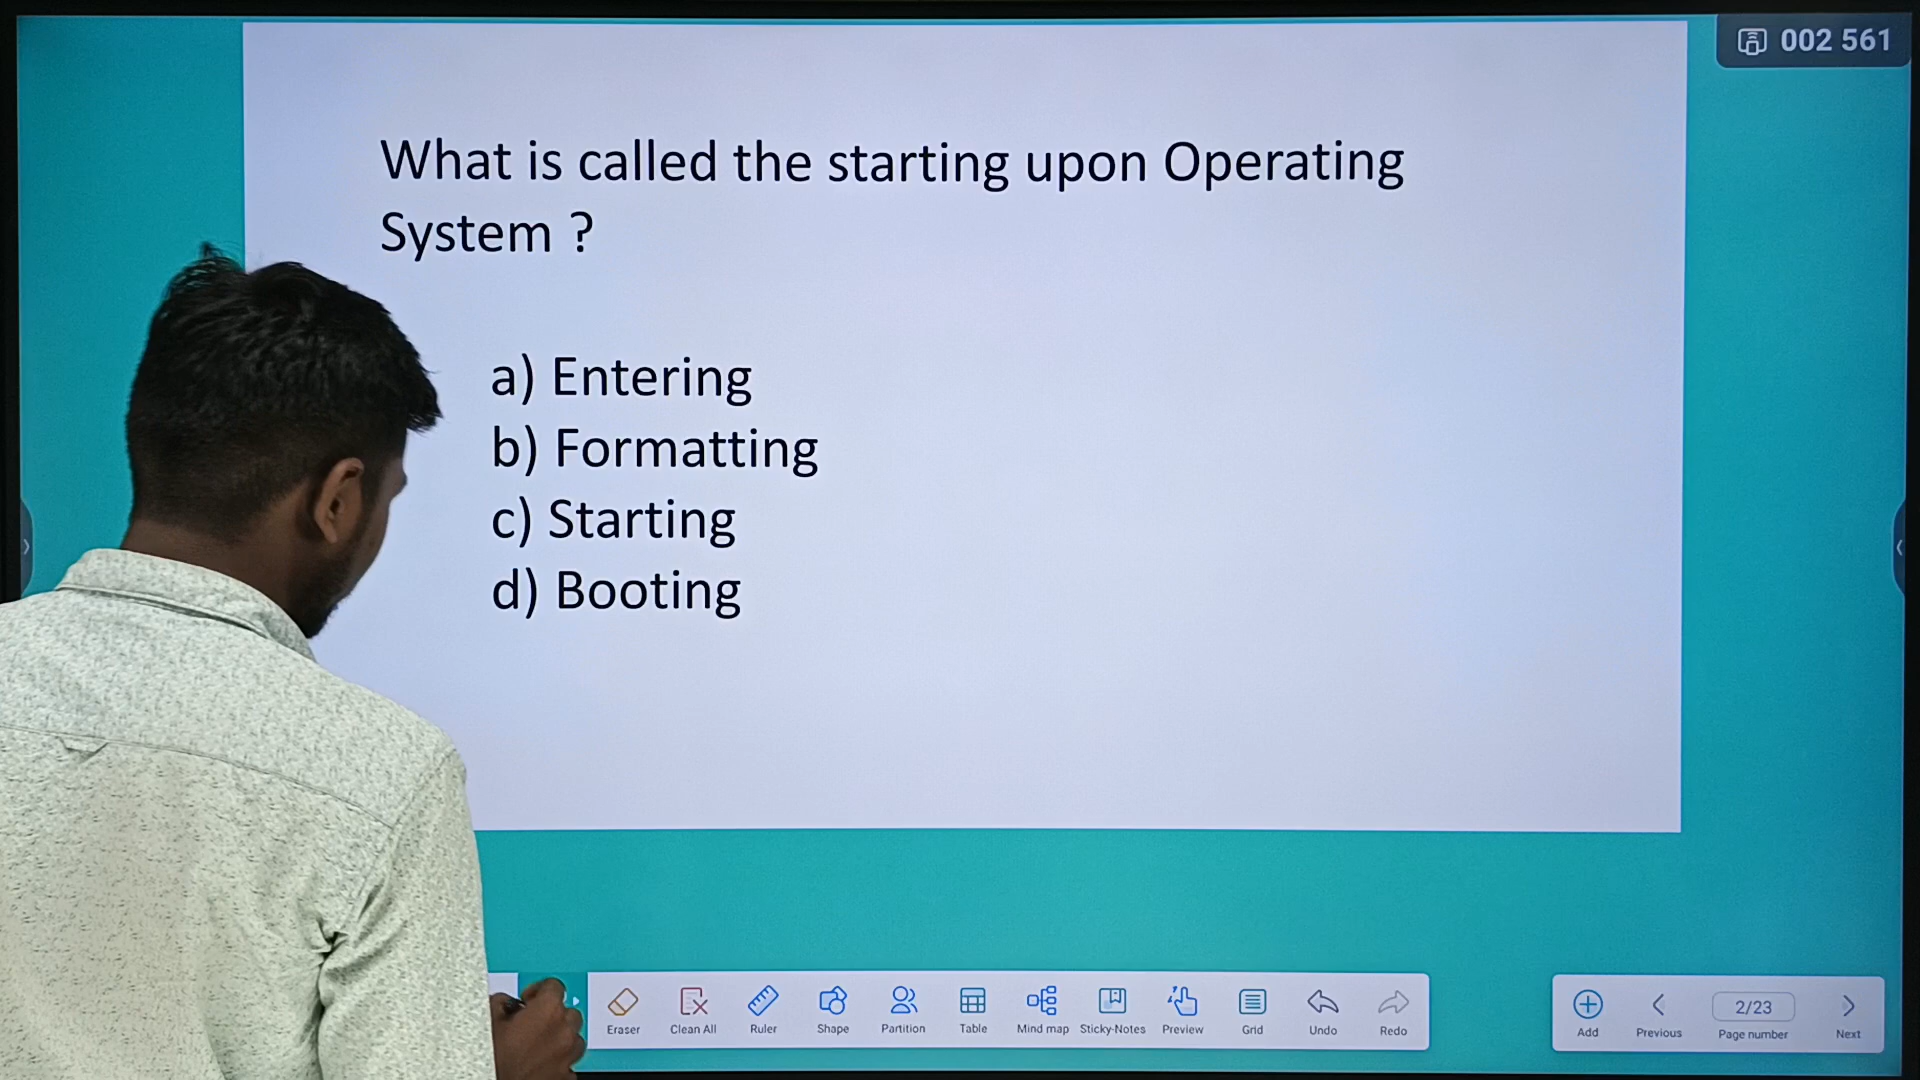 002 561
What is called the starting upon Operating
System ?
a) Entering
b) Formatting
c) Starting
d) Booting
Eraser
Clean All
Ruler
Shape
Partition
Table
Mind map
Sticky-Notes
Preview
Grid
Undo
Redo
Add
Previous
2/23
Page number
Next